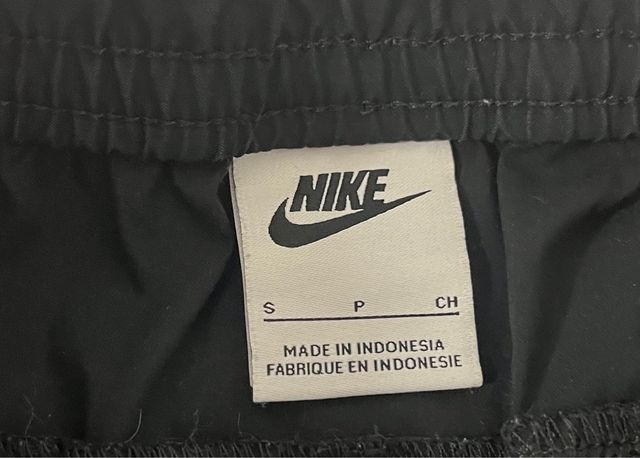 NIKE
S P CH
MADE IN INDONESIA
FABRIQUE EN INDONESIE